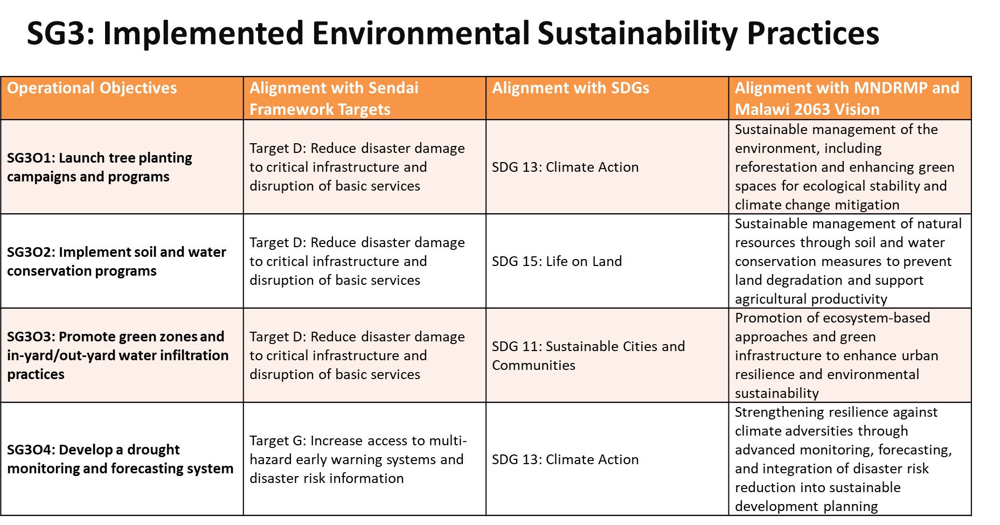 SG3: Implemented Environmental Sustainability Practices
Operational Objectives
Alignment with Sendai
Framework Targets
Alignment with SDGs
Alignment with MNDRMP and
Malawi 2063 Vision
SG3O1: Launch tree planting
campaigns and programs
Target D: Reduce disaster damage
to critical infrastructure and
disruption of basic services
SDG 13: Climate Action
Sustainable management of the
environment, including
reforestation and enhancing green
spaces for ecological stability and
climate change mitigation
SG3O2: Implement soil and water
conservation programs
Target D: Reduce disaster damage
to critical infrastructure and
disruption of basic services
SDG 15: Life on Land
Sustainable management of natural
resources through soil and water
conservation measures to prevent
land degradation and support
agricultural productivity
SG3O3: Promote green zones and
in-yard/out-yard water infiltration
practices
Target D: Reduce disaster damage
to critical infrastructure and
disruption of basic services
SDG 11: Sustainable Cities and
Communities
Promotion of ecosystem-based
approaches and green
infrastructure to enhance urban
resilience and environmental
sustainability
SG3O4: Develop a drought
monitoring and forecasting system
Target G: Increase access to multi-
hazard early warning systems and
disaster risk information
SDG 13: Climate Action
Strengthening resilience against
climate adversities through
advanced monitoring, forecasting,
and integration of disaster risk
reduction into sustainable
development planning